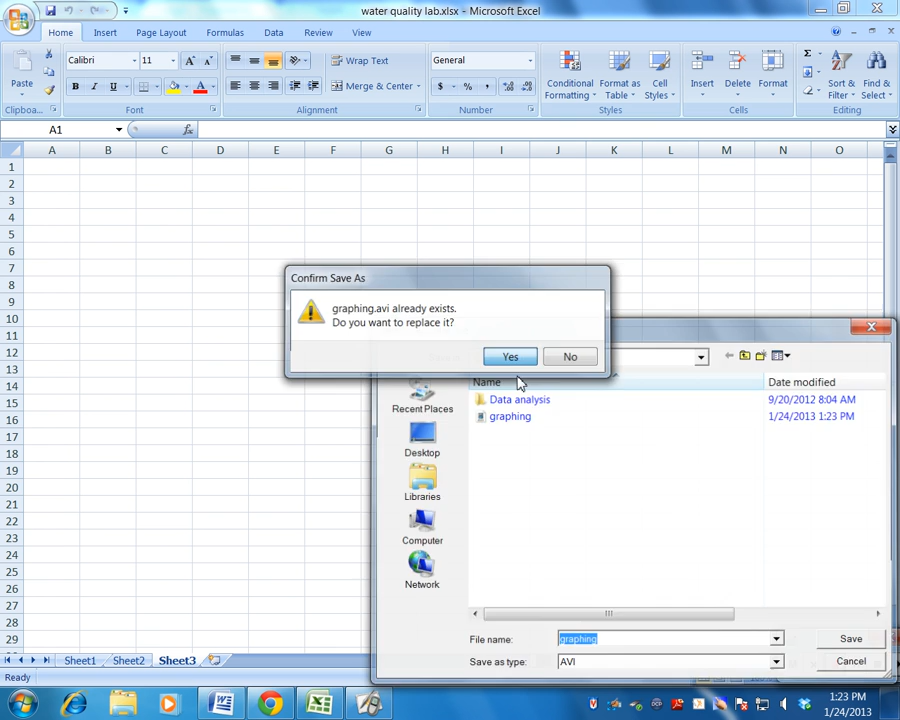 water quality lab.xlsx - Microsoft Excel
Home Insert Page Layout Formulas Data Review View
Paste
Calibri 11
B I U
A A
A
Wrap Text
Merge & Center
General
$ % ,
Conditional Formatting
Format as Table
Cell Styles
Insert Delete Format
Σ
Sort & Filter
Find & Select
Clipboa... Font Alignment Number Styles Cells Editing
A1 fx
A B C D E F G H I J K L M N O
1
2
3
4
5
6
7
8
9
10
11
12
13
14
15
16
17
18
19
20
21
22
23
24
25
26
27
28
29
Confirm Save As
graphing.avi already exists.
Do you want to replace it?
Yes No
Name Date modified
Data analysis 9/20/2012 8:04 AM
graphing 1/24/2013 1:23 PM
Recent Places
Desktop
Libraries
Computer
Network
File name: graphing Save
Save as type: AVI Cancel
Sheet1 Sheet2 Sheet3
Ready
1:23 PM
1/24/2013